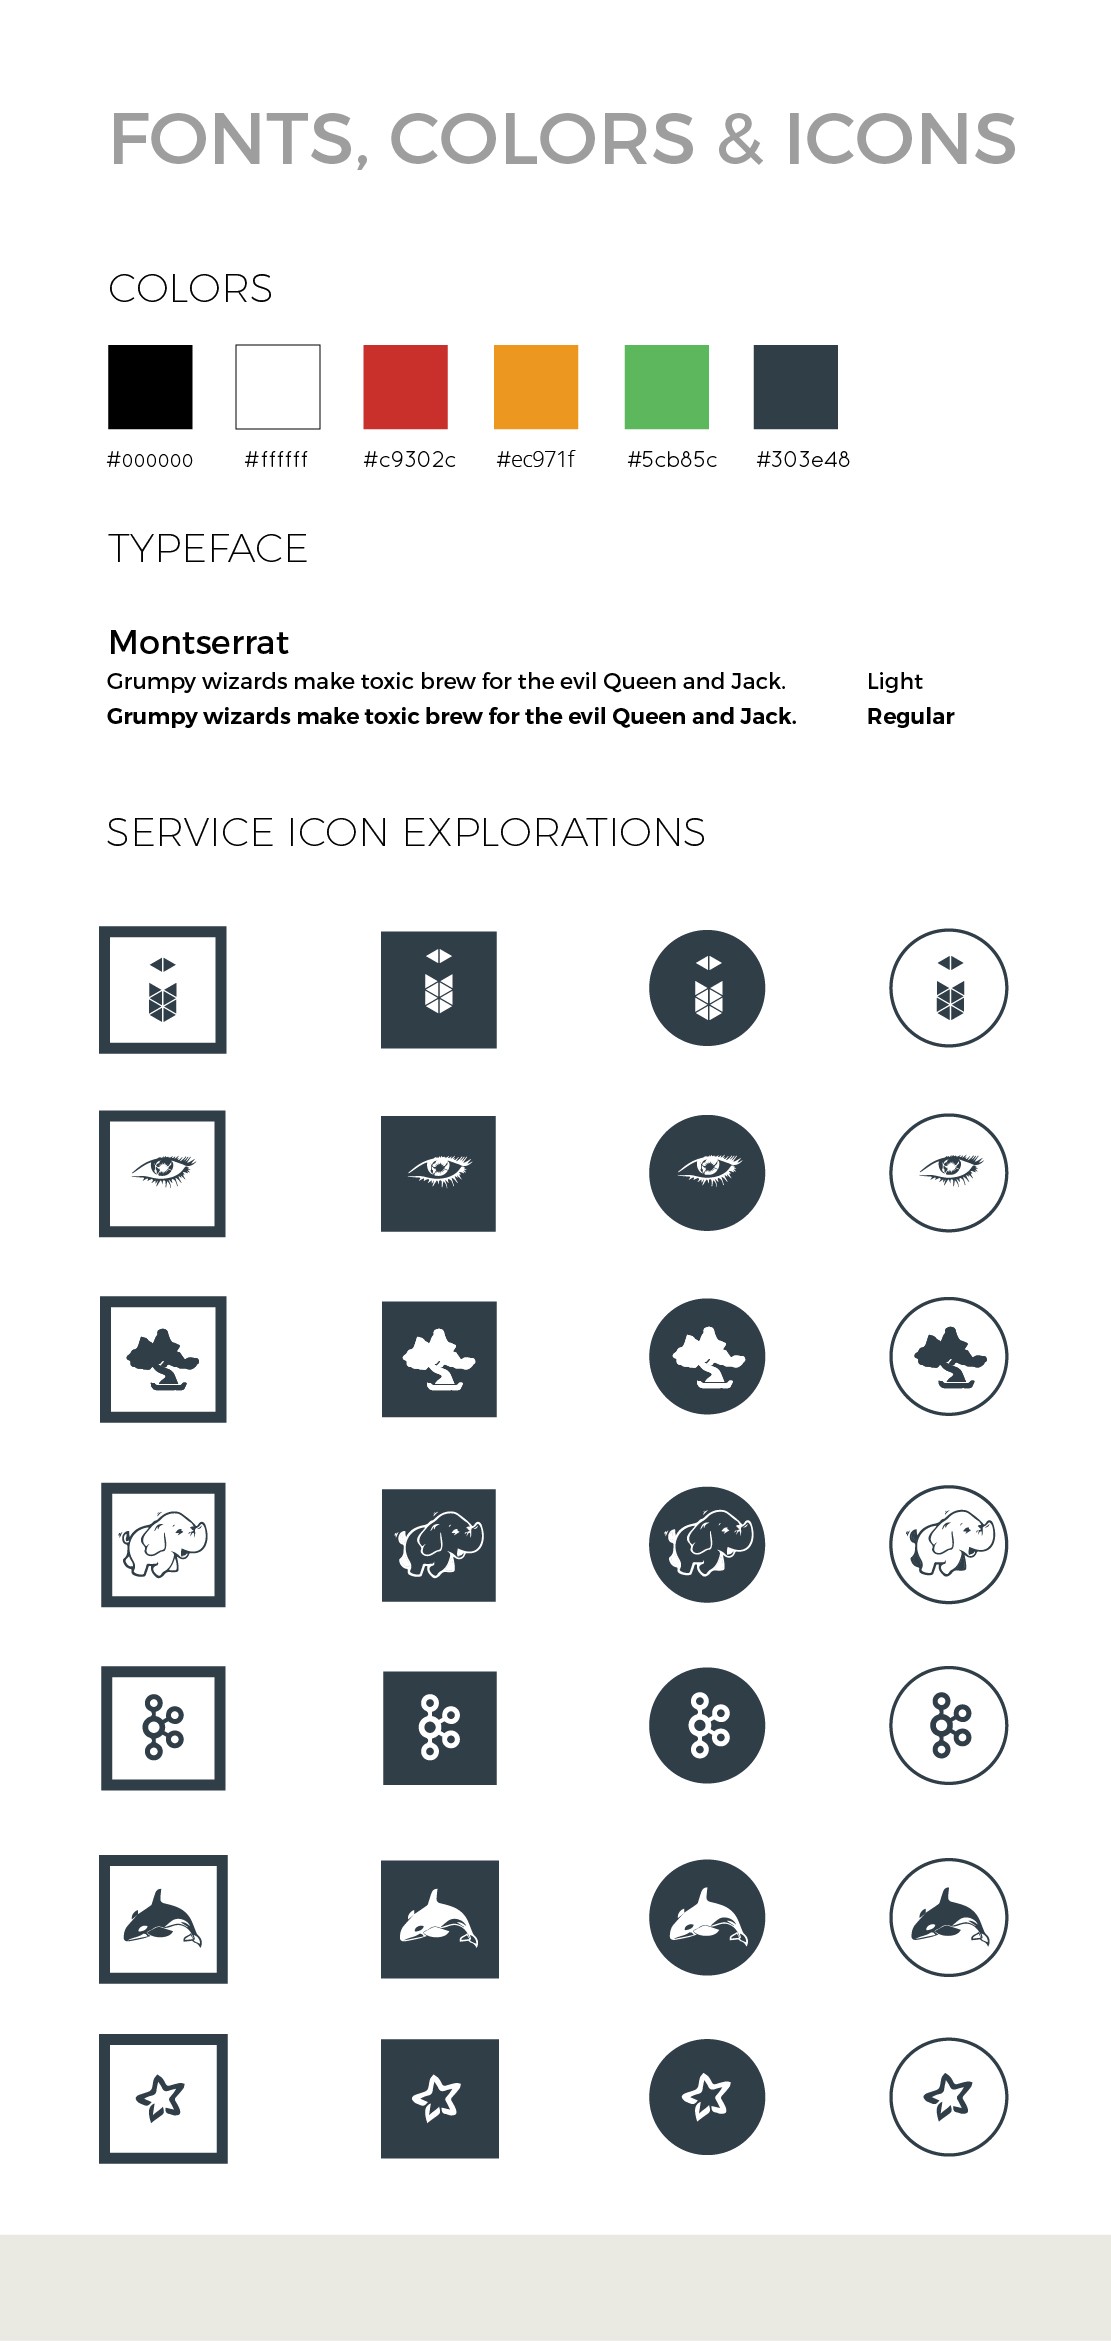 FONTS, COLORS & ICONS
COLORS
#000000 #ffffff #c9302c #ec971f #5cb85c #303e48
TYPEFACE
Montserrat
Grumpy wizards make toxic brew for the evil Queen and Jack. Light
Grumpy wizards make toxic brew for the evil Queen and Jack. Regular
SERVICE ICON EXPLORATIONS